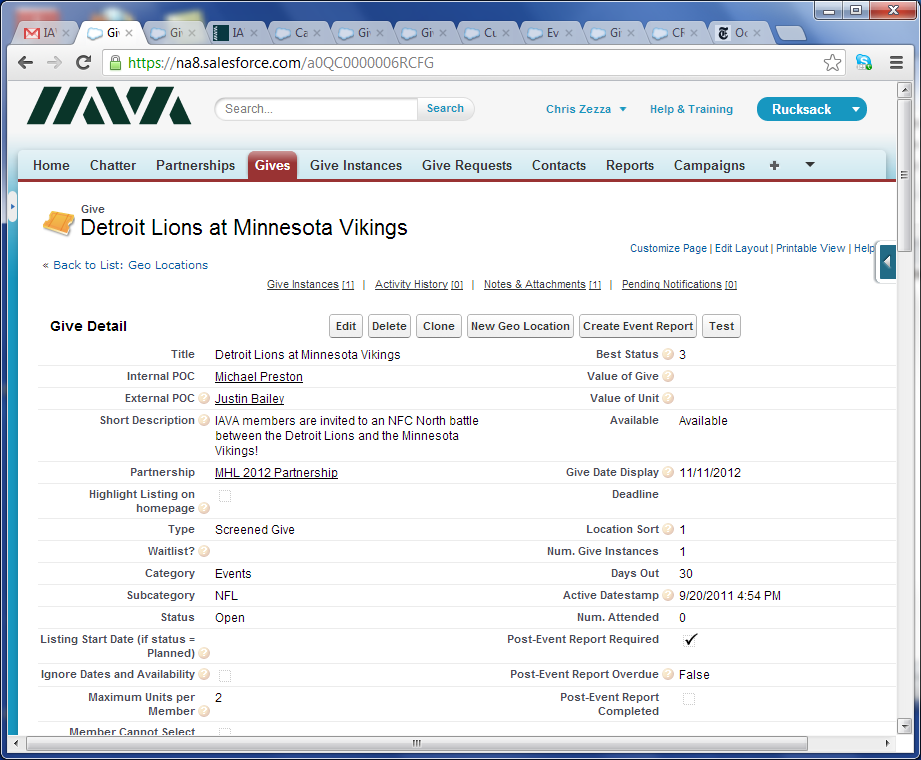 IA
Gi
Gi
IA
Ca
Gi
Gi
Cu
Ev
Gi
CF
Oc
https://na8.salesforce.com/a0QC0000006RCFG
IAVA
Search...
Search
Chris Zezza
Help & Training
Rucksack
Home Chatter Partnerships Gives Give Instances Give Requests Contacts Reports Campaigns +
Give
Detroit Lions at Minnesota Vikings
Customize Page | Edit Layout | Printable View | Help
« Back to List: Geo Locations
Give Instances [1] | Activity History [0] | Notes & Attachments [1] | Pending Notifications [0]
Give Detail
Edit Delete Clone New Geo Location Create Event Report Test
Title Detroit Lions at Minnesota Vikings Best Status ? 3
Internal POC Michael Preston Value of Give ?
External POC ? Justin Bailey Value of Unit ?
Short Description ? IAVA members are invited to an NFC North battle Available Available
between the Detroit Lions and the Minnesota
Vikings!
Partnership MHL 2012 Partnership Give Date Display ? 11/11/2012
Highlight Listing on Deadline
homepage ?
Type Screened Give Location Sort ? 1
Waitlist? ? Num. Give Instances 1
Category Events Days Out 30
Subcategory NFL Active Datestamp ? 9/20/2011 4:54 PM
Status Open Num. Attended 0
Listing Start Date (if status = Post-Event Report Required ✓
Planned) ?
Ignore Dates and Availability ? Post-Event Report Overdue ? False
Maximum Units per 2 Post-Event Report
Member ? Completed
Member Cannot Select